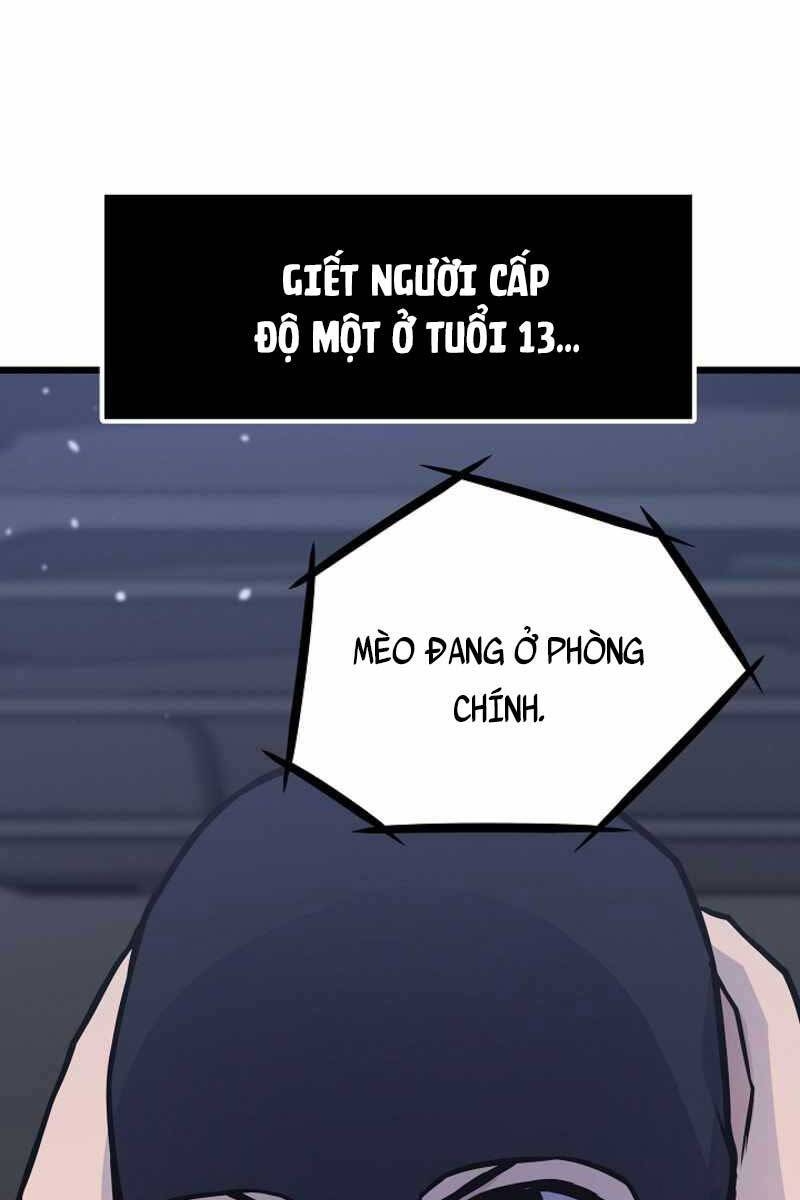 GIẾT NGƯỜI CẤP
ĐỘ MỘT Ở TUỔI 13...
MÈO ĐANG Ở PHÒNG
CHÍNH.